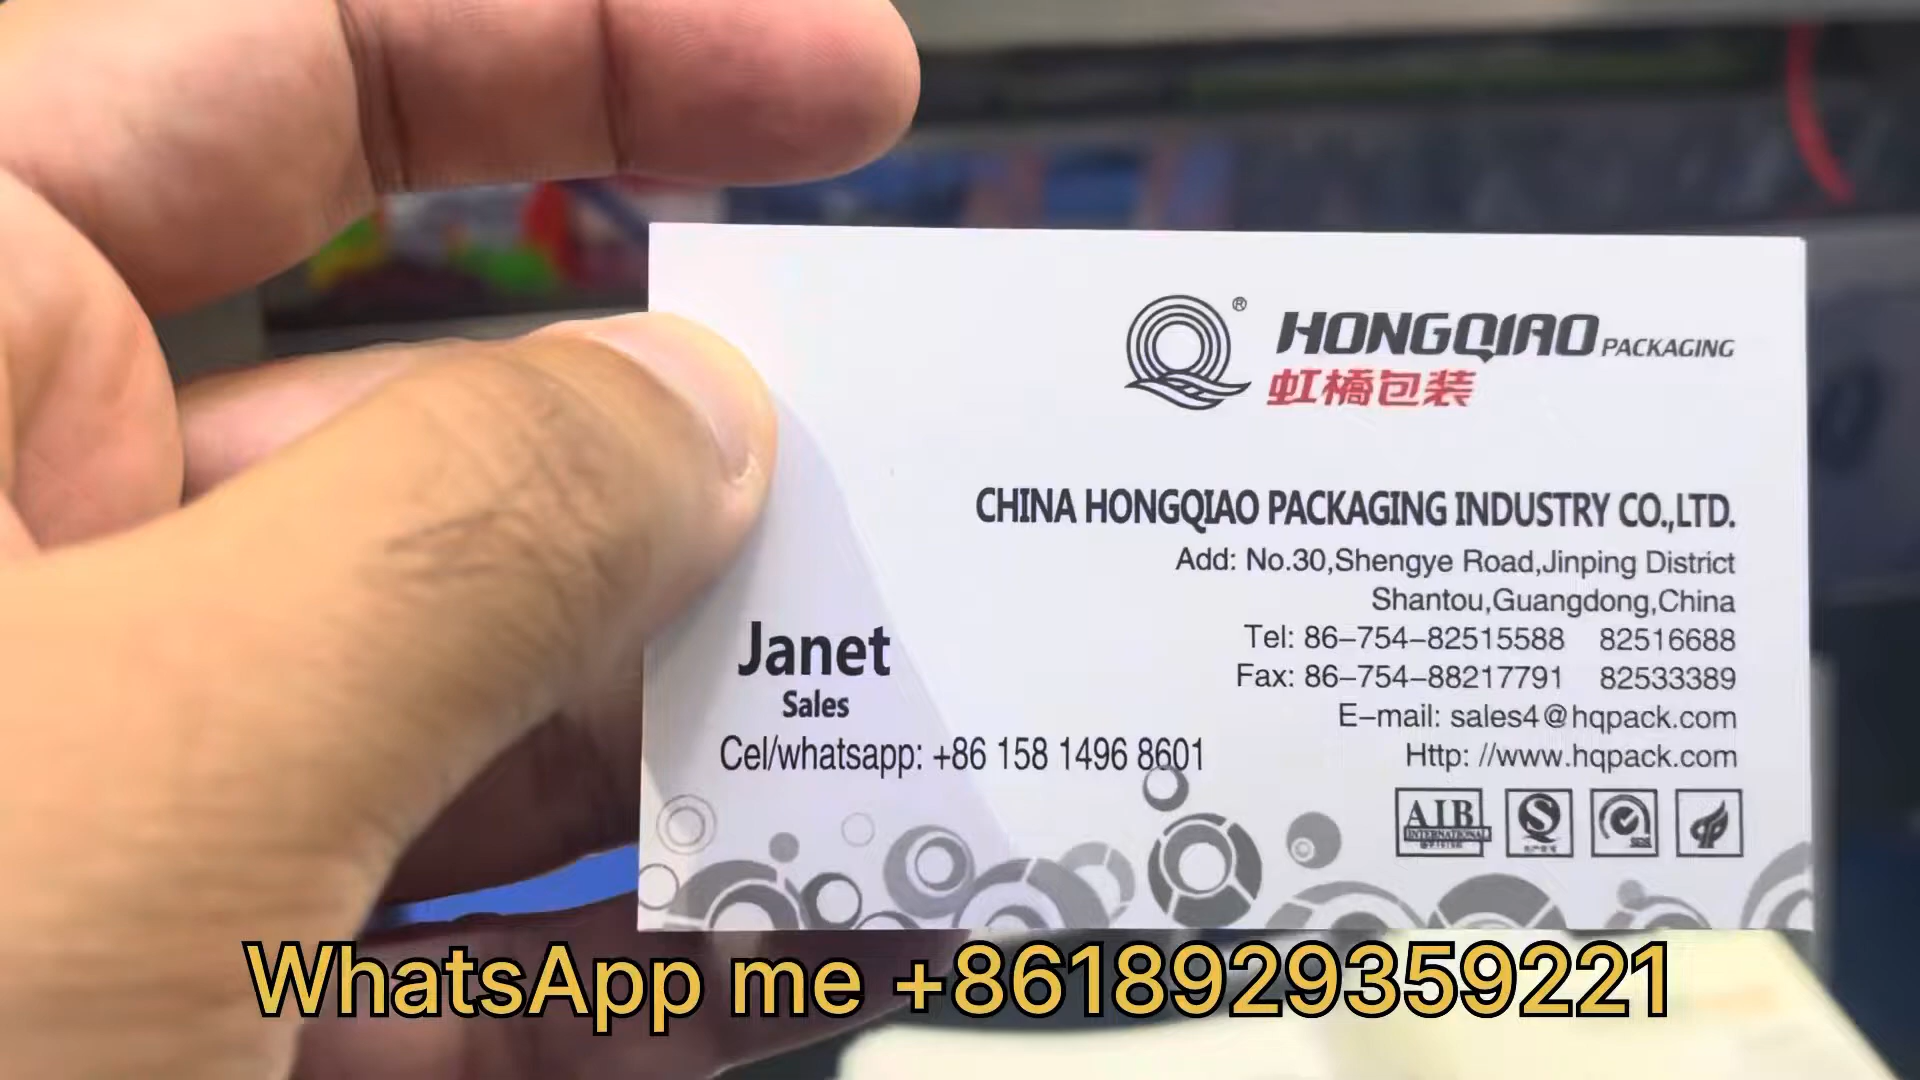 ® HONGQIAO PACKAGING
虹橋包装
CHINA HONGQIAO PACKAGING INDUSTRY CO.,LTD.
Add: No.30,Shengye Road,Jinping District
Shantou,Guangdong,China
Tel: 86–754–82515588 82516688
Fax: 86–754–88217791 82533389
E–mail: sales4@hqpack.com
Http: //www.hqpack.com
Janet
Sales
Cel/whatsapp: +86 158 1496 8601
AIB
INTERNATIONAL
WhatsApp me +8618929359221